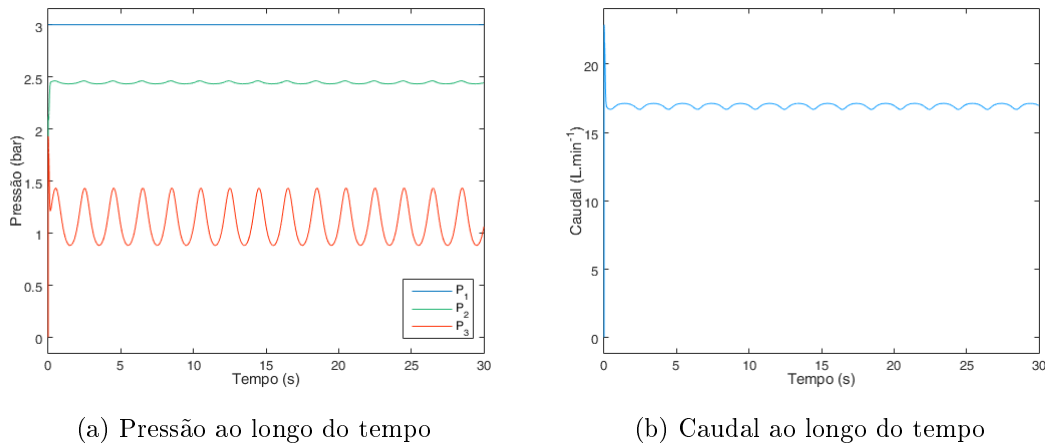 Pressão (bar)
3
2.5
2
1.5
1
0.5
0
0 5 10 15 20 25 30
Tempo (s)
P1
P2
P3
(a) Pressão ao longo do tempo
Caudal (L.min-1)
20
15
10
5
0
0 5 10 15 20 25 30
Tempo (s)
(b) Caudal ao longo do tempo